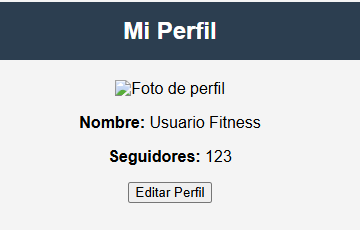 Mi Perfil
Foto de perfil
Nombre: Usuario Fitness
Seguidores: 123
Editar Perfil